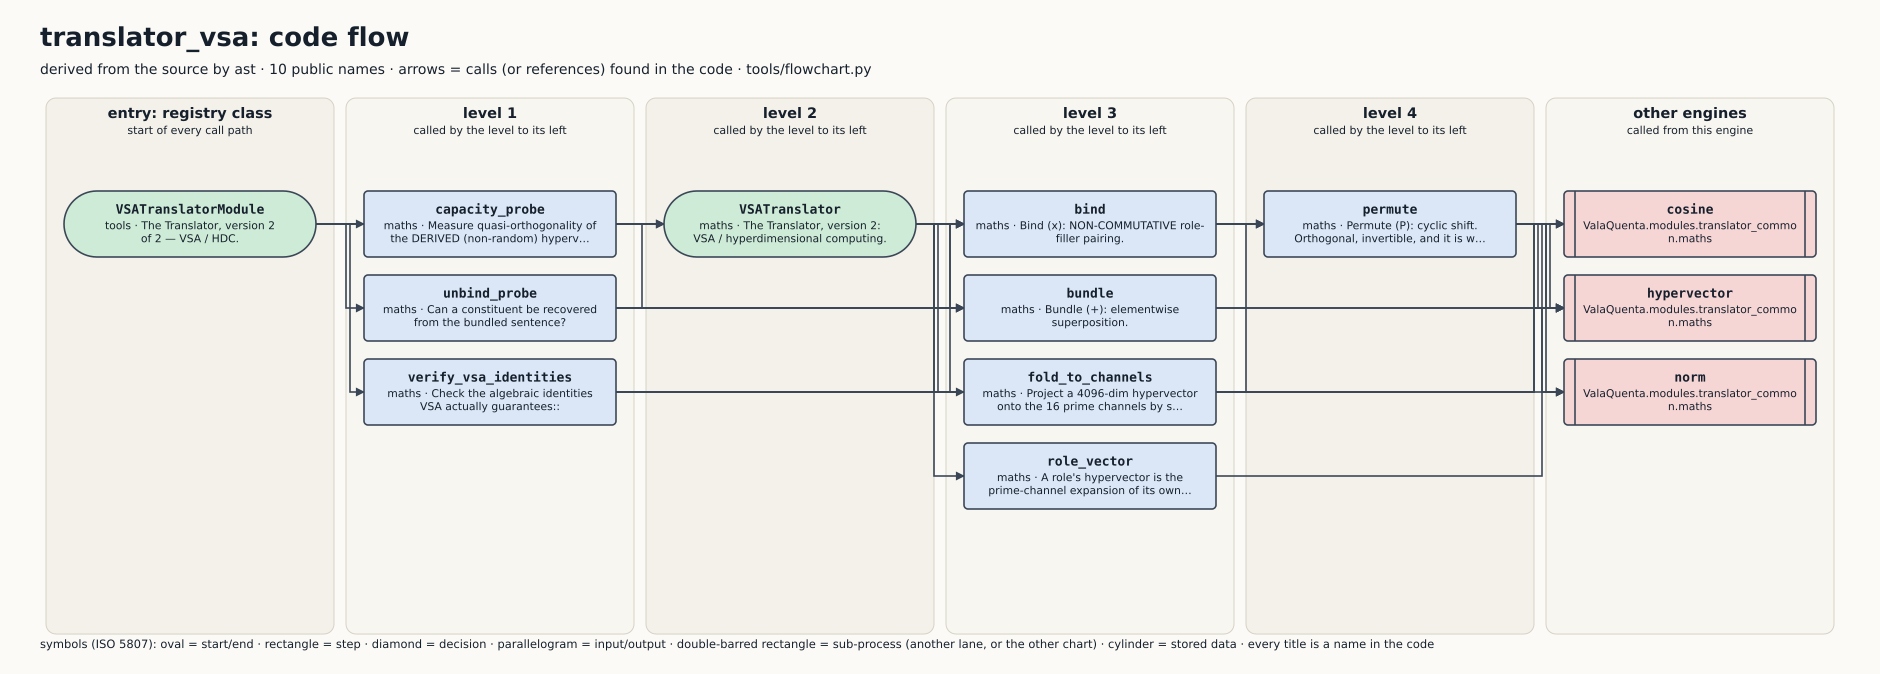 translator_vsa: code flow
derived from the source by ast · 10 public names · arrows = calls (or references) found in the code · tools/flowchart.py
entry: registry class
start of every call path
VSATranslatorModule
tools · The Translator, version 2
of 2 — VSA / HDC.
level 1
called by the level to its left
capacity_probe
maths · Measure quasi-orthogonality of
the DERIVED (non-random) hyperv…
unbind_probe
maths · Can a constituent be recovered
from the bundled sentence?
verify_vsa_identities
maths · Check the algebraic identities
VSA actually guarantees::
level 2
called by the level to its left
VSATranslator
maths · The Translator, version 2:
VSA / hyperdimensional computing.
level 3
called by the level to its left
bind
maths · Bind (x): NON-COMMUTATIVE role-
filler pairing.
bundle
maths · Bundle (+): elementwise
superposition.
fold_to_channels
maths · Project a 4096-dim hypervector
onto the 16 prime channels by s…
role_vector
maths · A role's hypervector is the
prime-channel expansion of its own…
level 4
called by the level to its left
permute
maths · Permute (P): cyclic shift.
Orthogonal, invertible, and it is w…
other engines
called from this engine
cosine
ValaQuenta.modules.translator_commo
n.maths
hypervector
ValaQuenta.modules.translator_commo
n.maths
norm
ValaQuenta.modules.translator_commo
n.maths
symbols (ISO 5807): oval = start/end · rectangle = step · diamond = decision · parallelogram = input/output · double-barred rectangle = sub-process (another lane, or the other chart) · cylinder = stored data · every title is a name in the code